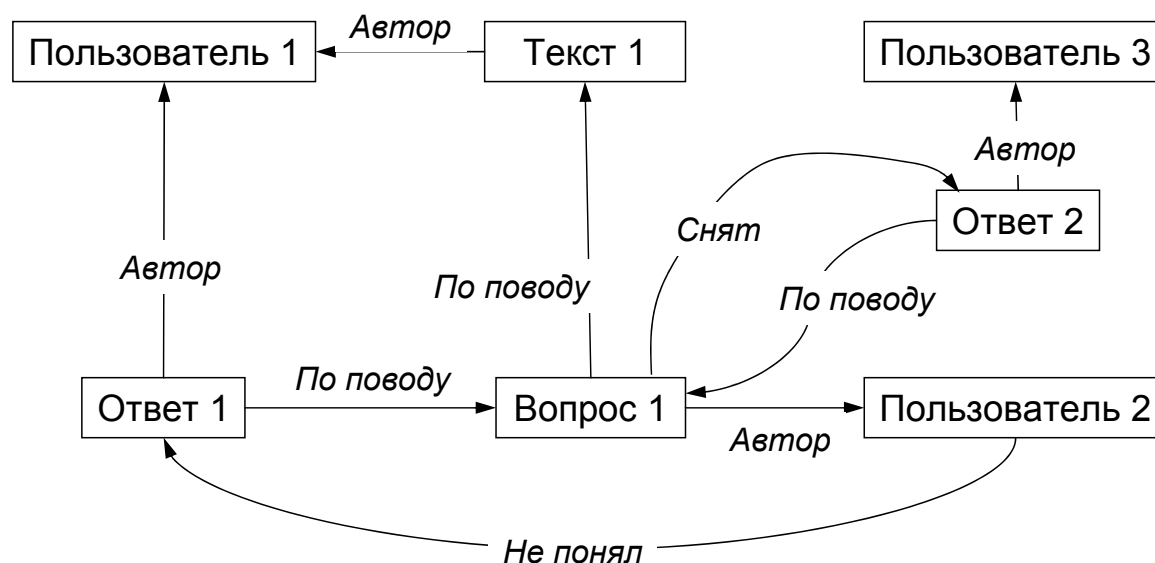 Автор
Пользователь 1
Текст 1
Пользователь 3
Автор
Ответ 2
Снят
Автор
По поводу
По поводу
По поводу
Ответ 1
Вопрос 1
Пользователь 2
Автор
Не понял